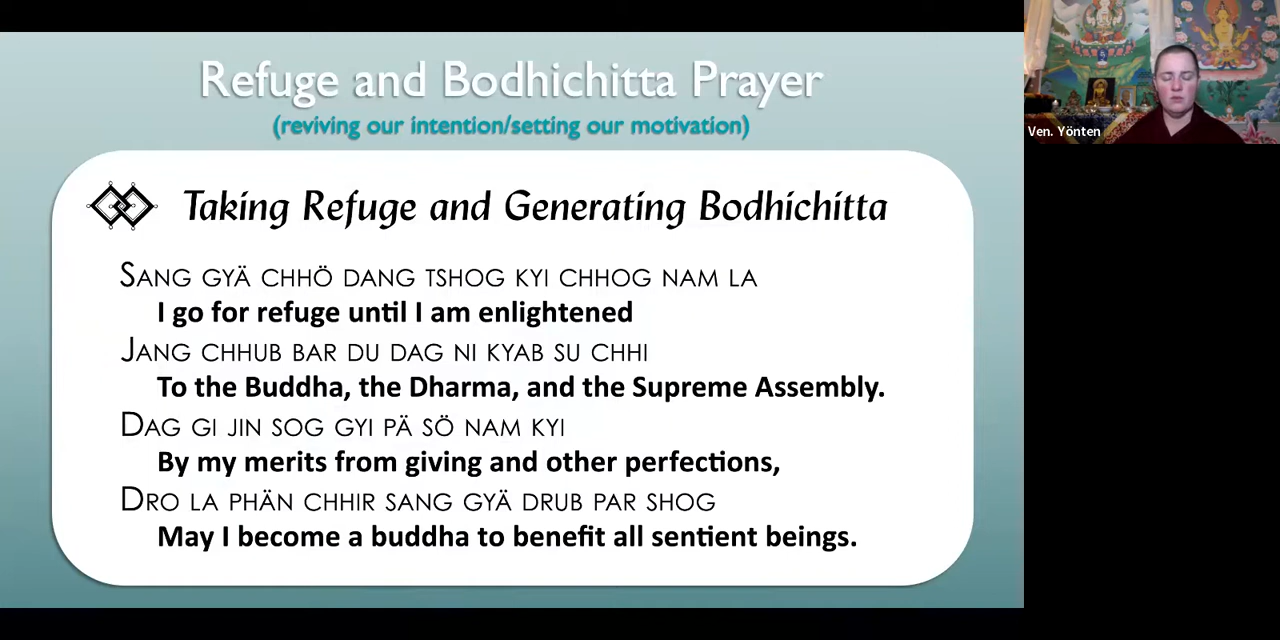 Refuge and Bodhichitta Prayer
(reviving our intention/setting our motivation)
Taking Refuge and Generating Bodhichitta
SANG GYÄ CHHÖ DANG TSHOG KYI CHHOG NAM LA
I go for refuge until I am enlightened
JANG CHHUB BAR DU DAG NI KYAB SU CHHI
To the Buddha, the Dharma, and the Supreme Assembly.
DAG GI JIN SOG GYI PÄ SÖ NAM KYI
By my merits from giving and other perfections,
DRO LA PHÄN CHHIR SANG GYÄ DRUB PAR SHOG
May I become a buddha to benefit all sentient beings.
Ven. Yönten